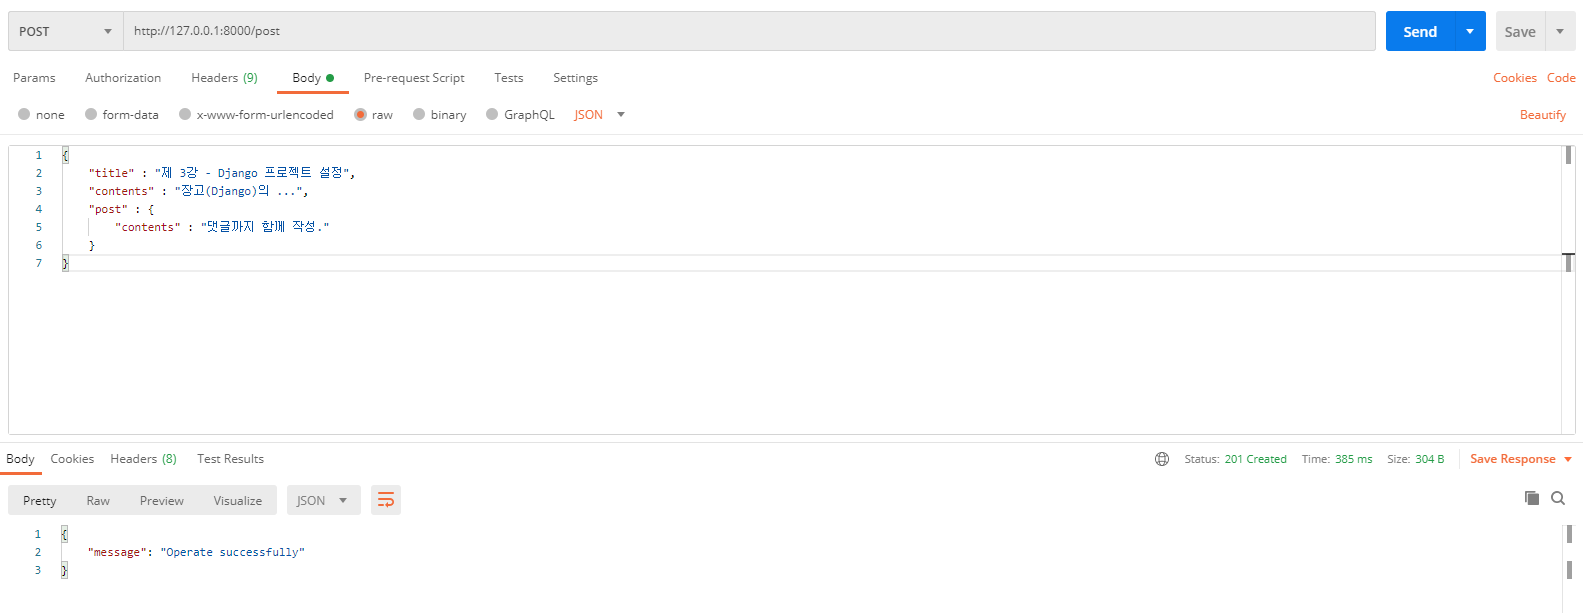 POST http://127.0.0.1:8000/post Send Save
Params Authorization Headers (9) Body Pre-request Script Tests Settings Cookies Code
none form-data x-www-form-urlencoded raw binary GraphQL JSON Beautify
1 {
2 "title" : "제 3강 - Django 프로젝트 설정",
3 "contents" : "장고(Django)의 ...",
4 "post" : {
5 "contents" : "댓글까지 함께 작성."
6 }
7 }
Body Cookies Headers (8) Test Results Status: 201 Created Time: 385 ms Size: 304 B Save Response
Pretty Raw Preview Visualize JSON
1 {
2 "message": "Operate successfully"
3 }